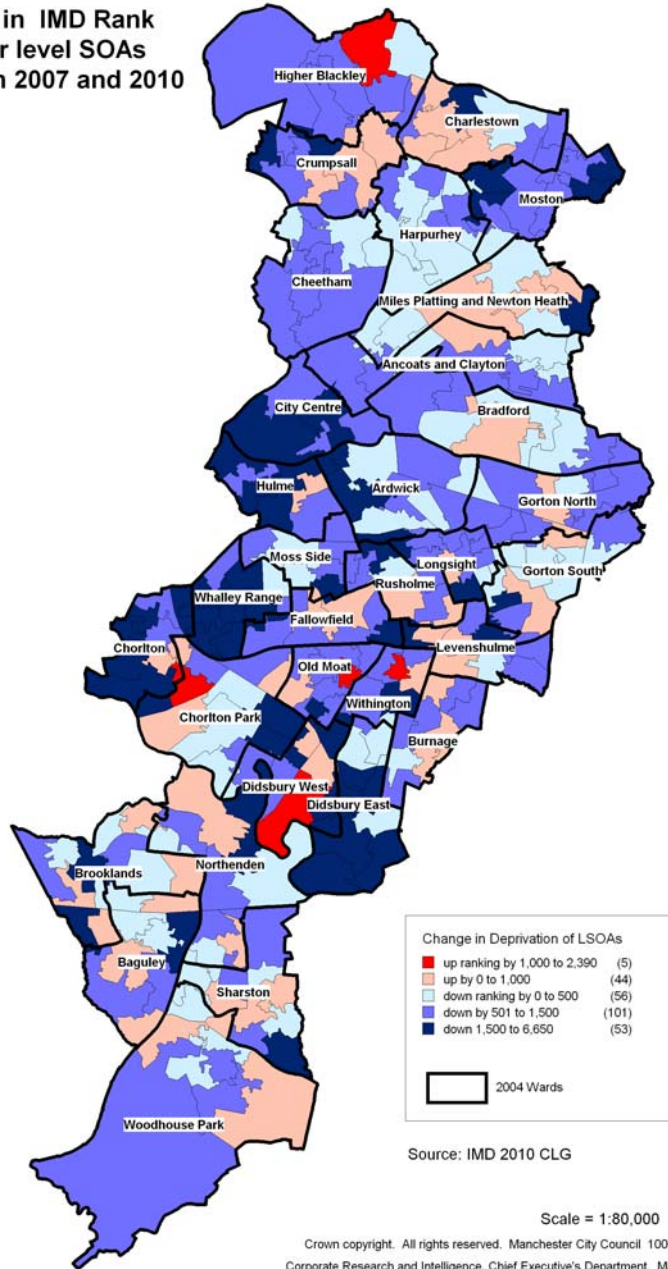 in IMD Rank
r level SOAs
n 2007 and 2010
Higher Blackley
Charlestown
Crumpsall
Moston
Harpurhey
Cheetham
Miles Platting and Newton Heath
Ancoats and Clayton
City Centre
Bradford
Hulme
Ardwick
Gorton North
Moss Side
Longsight
Gorton South
Rusholme
Whalley Range
Fallowfield
Chorlton
Levenshulme
Old Moat
Withington
Chorlton Park
Burnage
Didsbury West
Didsbury East
Northenden
Brooklands
Baguley
Sharston
Woodhouse Park
Change in Deprivation of LSOAs
up ranking by 1,000 to 2,390 (5)
up by 0 to 1,000 (44)
down ranking by 0 to 500 (56)
down by 501 to 1,500 (101)
down 1,500 to 6,650 (53)
2004 Wards
Source: IMD 2010 CLG
Scale = 1:80,000
Crown copyright. All rights reserved. Manchester City Council 100
Corporate Research and Intelligence, Chief Executive's Department, M